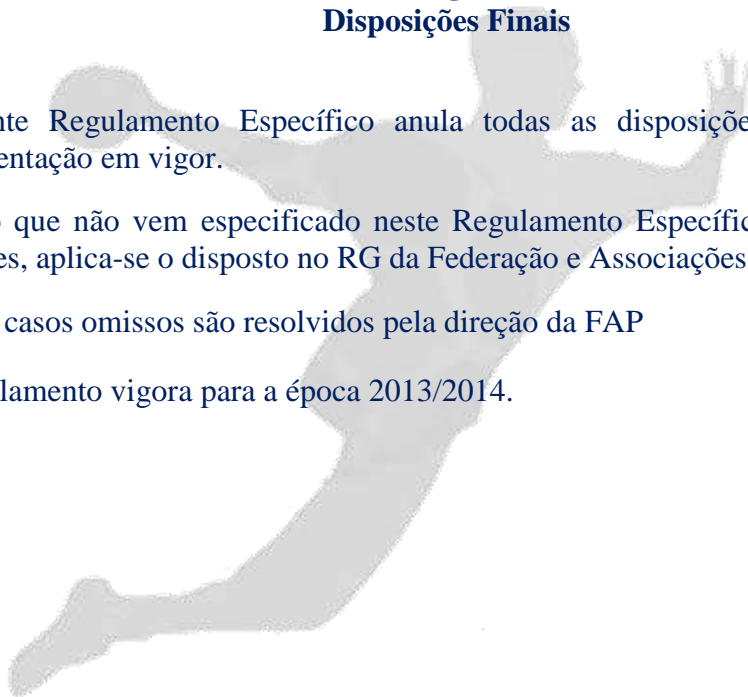 Disposições Finais
nte Regulamento Específico anula todas as disposiçõe
entação em vigor.
o que não vem especificado neste Regulamento Específic
es, aplica-se o disposto no RG da Federação e Associações
casos omissos são resolvidos pela direção da FAP
lamento vigora para a época 2013/2014.